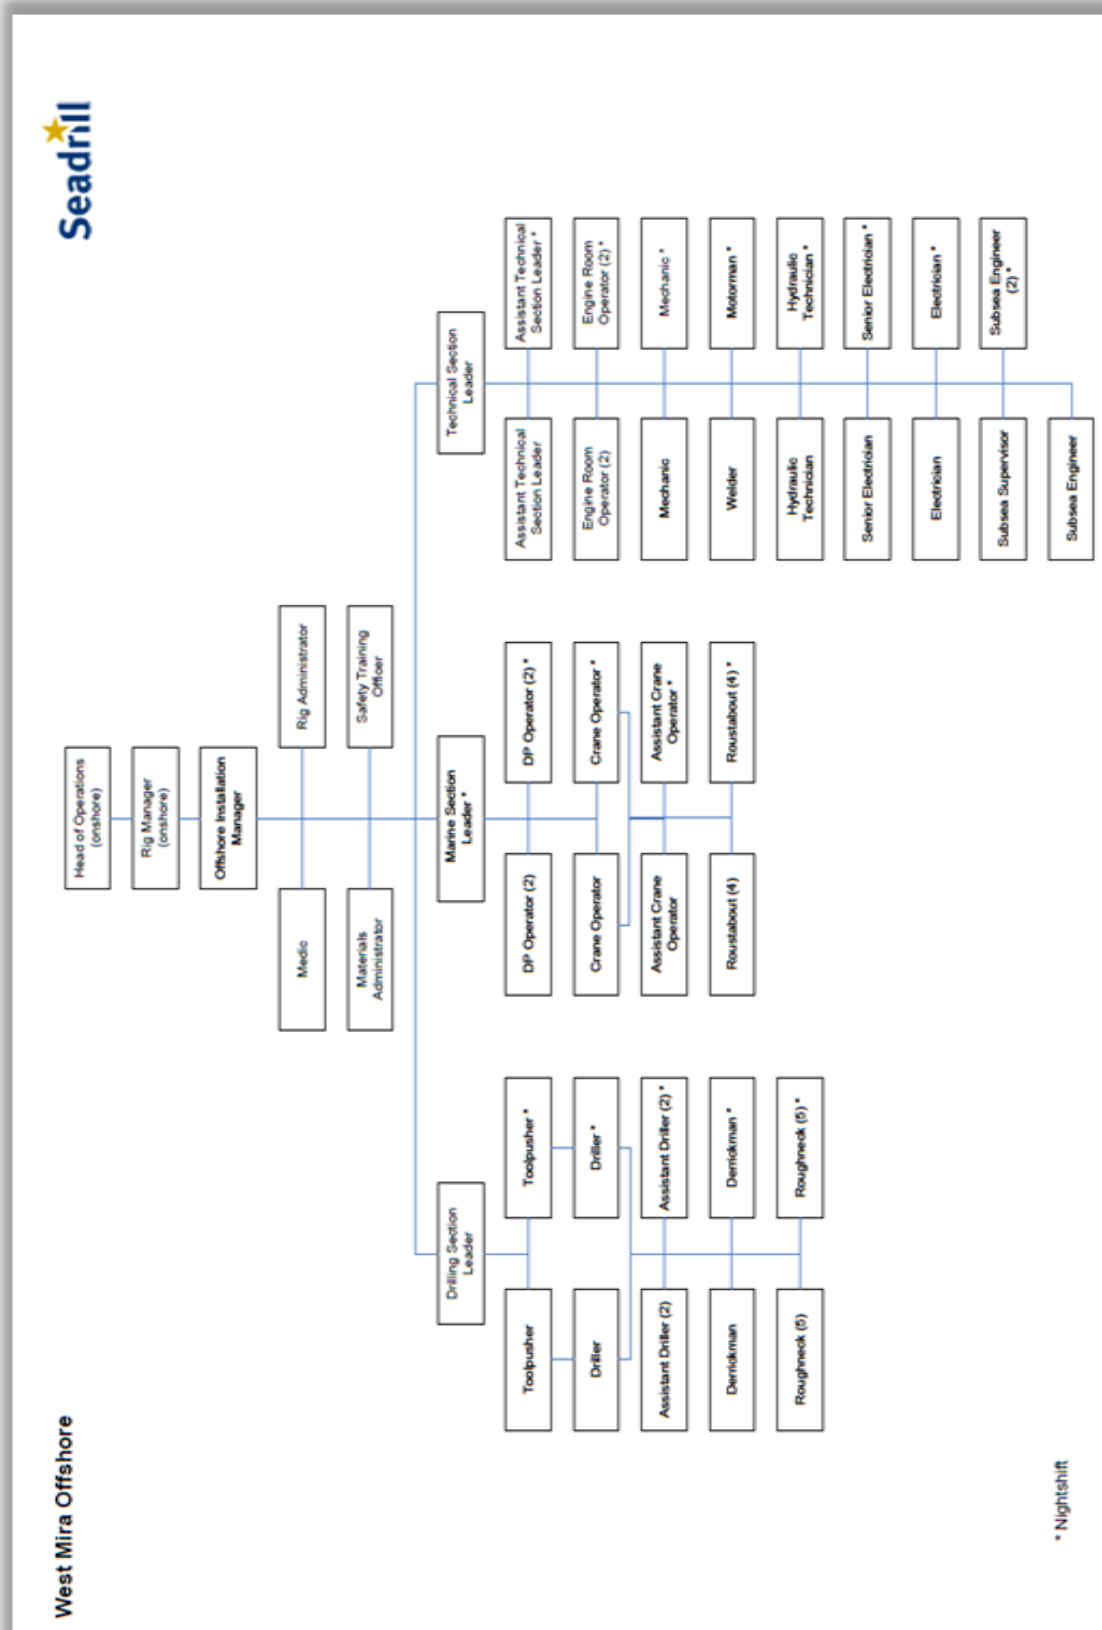 West Mira Offshore
Seadrill
Head of Operations
(onshore)
Rig Manager
(onshore)
Offshore Installation
Manager
Medic
Rig Administrator
Materials
Administrator
Safety Training
Officer
Drilling Section
Leader
Marine Section
Leader *
Technical Section
Leader
Toolpusher
Toolpusher *
Driller
Driller *
Assistant Driller (2)
Assistant Driller (2) *
Derrickman
Derrickman *
Roughneck (5)
Roughneck (5) *
DP Operator (2)
DP Operator (2) *
Crane Operator
Crane Operator *
Assistant Crane
Operator
Assistant Crane
Operator *
Roustabout (4)
Roustabout (4) *
Assistant Technical
Section Leader
Assistant Technical
Section Leader *
Engine Room
Operator (2)
Engine Room
Operator (2) *
Mechanic
Mechanic *
Welder
Motorman *
Hydraulic
Technician
Hydraulic
Technician *
Senior Electrician
Senior Electrician *
Electrician
Electrician *
Subsea Supervisor
Subsea Engineer
(2) *
Subsea Engineer
* Nightshift